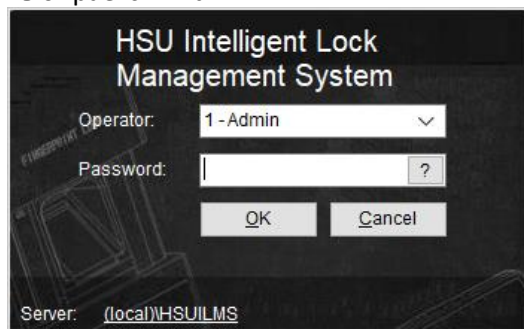 HSU Intelligent Lock
Management System
Operator: 1 - Admin
Password: ?
OK Cancel
Server: (local)\HSUILMS